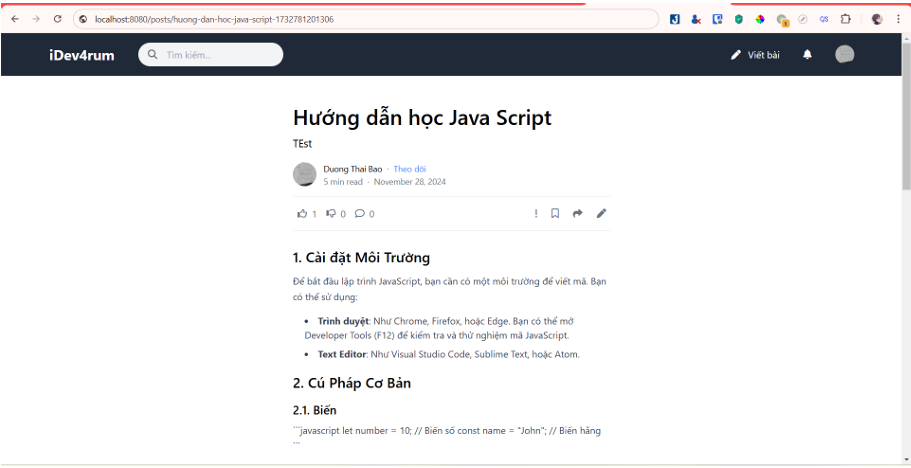 localhost:8080/posts/huong-dan-hoc-java-script-1732781201306
iDev4rum
Tìm kiếm...
Viết bài
Hướng dẫn học Java Script
TEst
Duong Thai Bao · Theo dõi
5 min read · November 28, 2024
1 0 0
1. Cài đặt Môi Trường
Để bắt đầu lập trình JavaScript, bạn cần có một môi trường để viết mã. Bạn
có thể sử dụng:
• Trình duyệt: Như Chrome, Firefox, hoặc Edge. Bạn có thể mở
Developer Tools (F12) để kiểm tra và thử nghiệm mã JavaScript.
• Text Editor: Như Visual Studio Code, Sublime Text, hoặc Atom.
2. Cú Pháp Cơ Bản
2.1. Biến
```javascript let number = 10; // Biến số const name = "John"; // Biến hằng
```